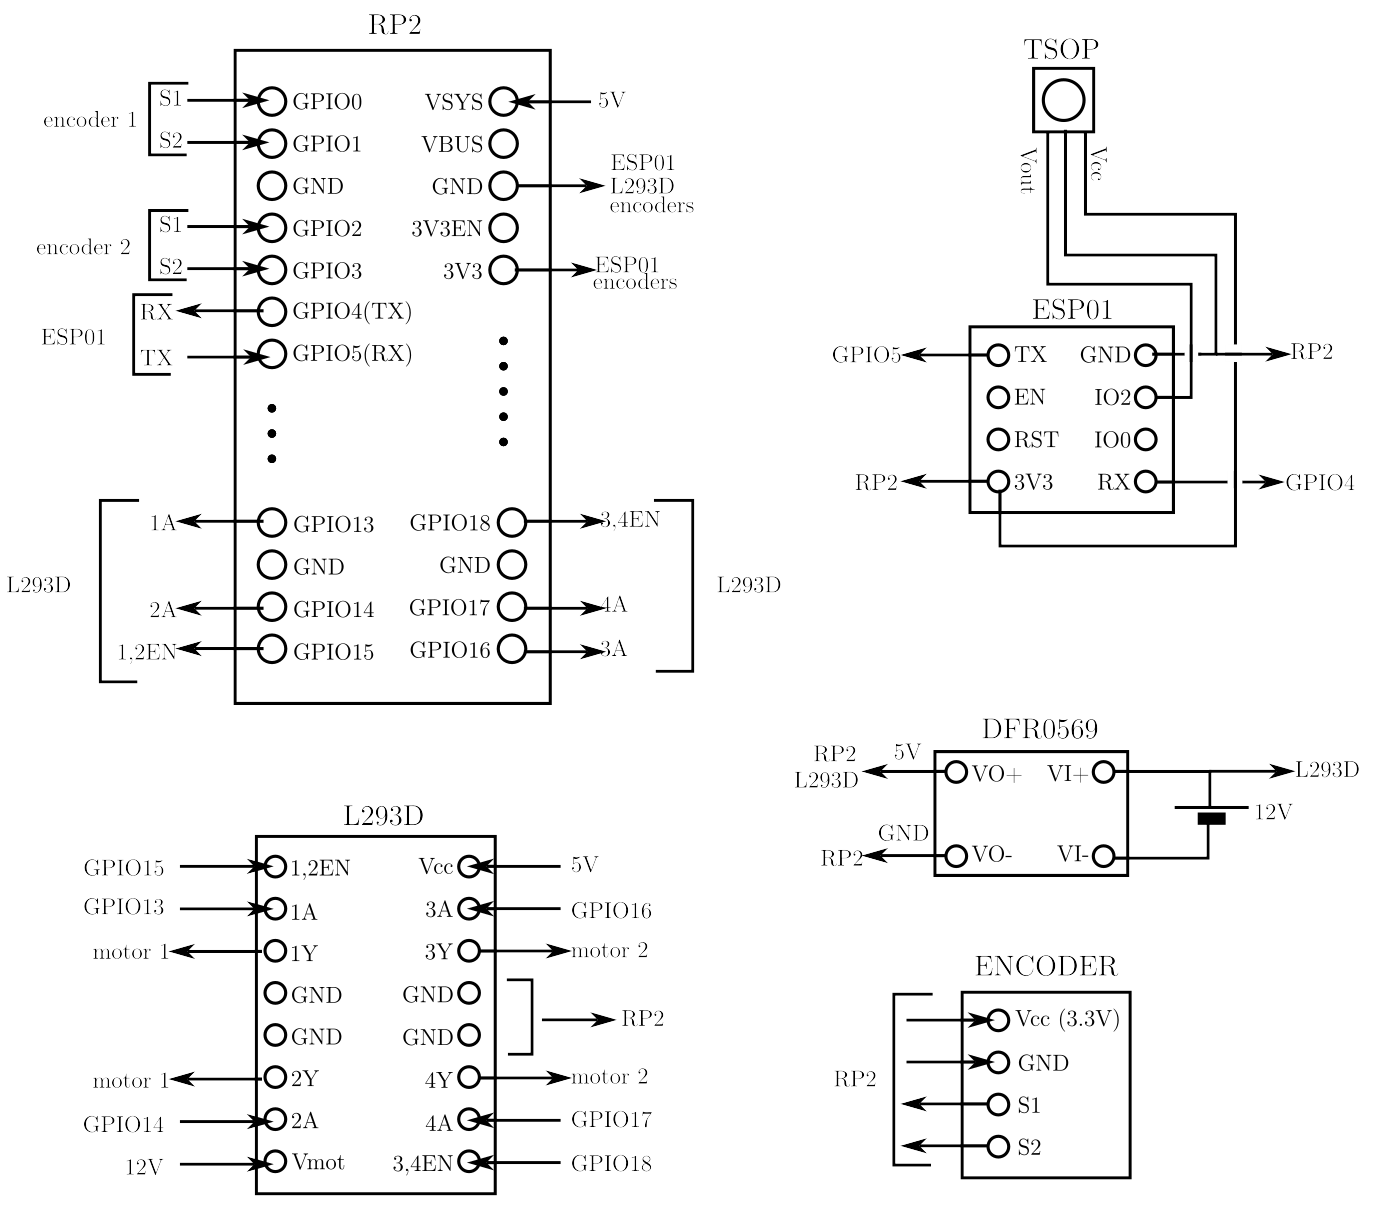 RP2
encoder 1
S1
S2
GPIO0
GPIO1
GND
encoder 2
S1
S2
GPIO2
GPIO3
ESP01
RX
TX
GPIO4(TX)
GPIO5(RX)
VSYS
5V
VBUS
GND
ESP01
L293D
encoders
3V3EN
3V3
ESP01
encoders
L293D
1A
GPIO13
GND
2A
GPIO14
1,2EN
GPIO15
GPIO18
3,4EN
GND
GPIO17
4A
GPIO16
3A
L293D
TSOP
Vout
Vcc
ESP01
GPIO5
TX
EN
RST
RP2
3V3
GND
RP2
IO2
IO0
RX
GPIO4
DFR0569
RP2
L293D
5V
VO+
GND
RP2
VO-
VI+
L293D
12V
VI-
L293D
GPIO15
1,2EN
GPIO13
1A
motor 1
1Y
GND
GND
motor 1
2Y
GPIO14
2A
12V
Vmot
Vcc
5V
3A
GPIO16
3Y
motor 2
GND
GND
RP2
4Y
motor 2
4A
GPIO17
3,4EN
GPIO18
ENCODER
RP2
Vcc (3.3V)
GND
S1
S2